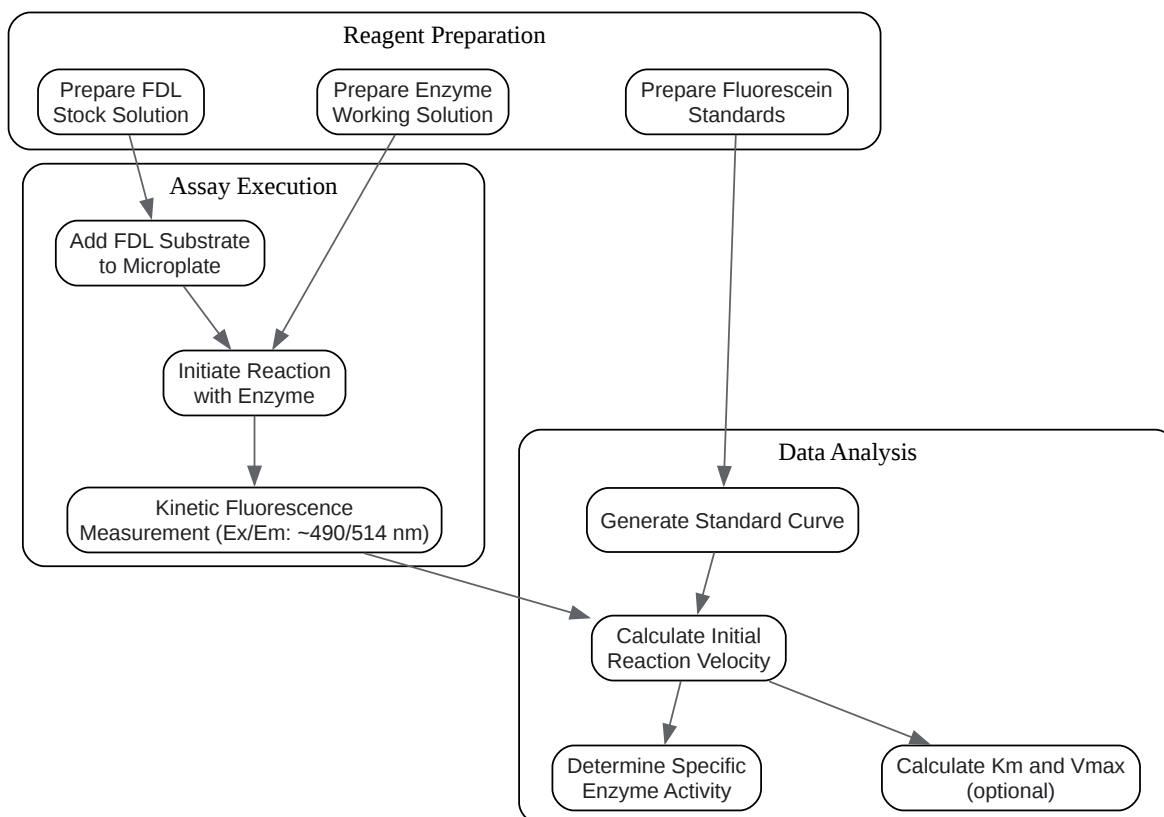 Reagent Preparation
Prepare FDL
Stock Solution
Prepare Enzyme
Working Solution
Prepare Fluorescein
Standards
Assay Execution
Add FDL Substrate
to Microplate
Initiate Reaction
with Enzyme
Kinetic Fluorescence
Measurement (Ex/Em: ~490/514 nm)
Data Analysis
Generate Standard Curve
Calculate Initial
Reaction Velocity
Determine Specific
Enzyme Activity
Calculate Km and Vmax
(optional)